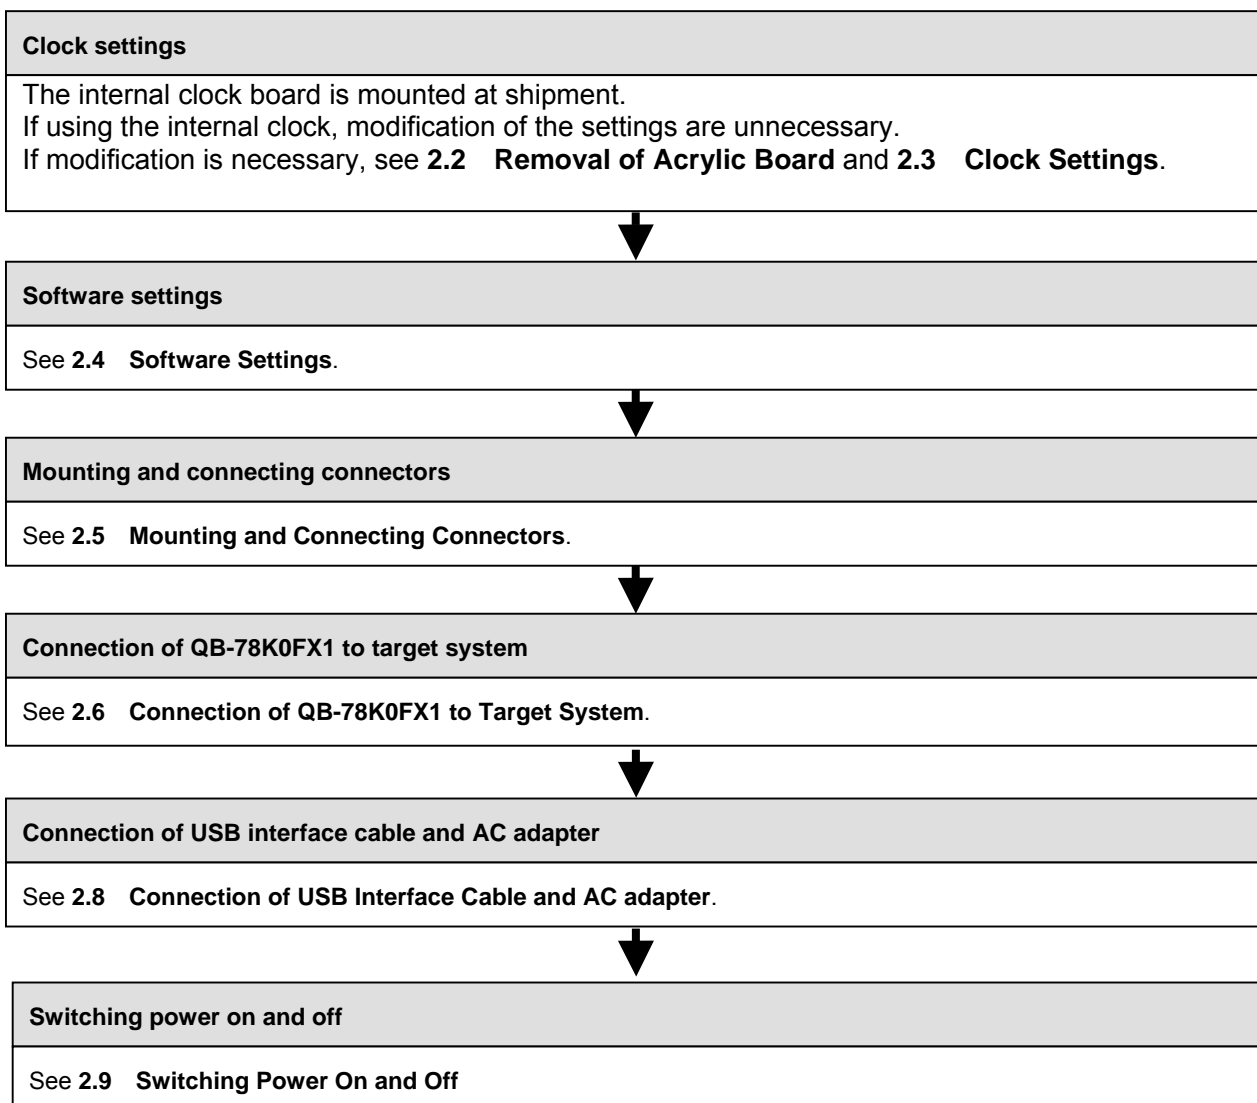 Clock settings
The internal clock board is mounted at shipment.
If using the internal clock, modification of the settings are unnecessary.
If modification is necessary, see 2.2 Removal of Acrylic Board and 2.3 Clock Settings.
Software settings
See 2.4 Software Settings.
Mounting and connecting connectors
See 2.5 Mounting and Connecting Connectors.
Connection of QB-78K0FX1 to target system
See 2.6 Connection of QB-78K0FX1 to Target System.
Connection of USB interface cable and AC adapter
See 2.8 Connection of USB Interface Cable and AC adapter.
Switching power on and off
See 2.9 Switching Power On and Off